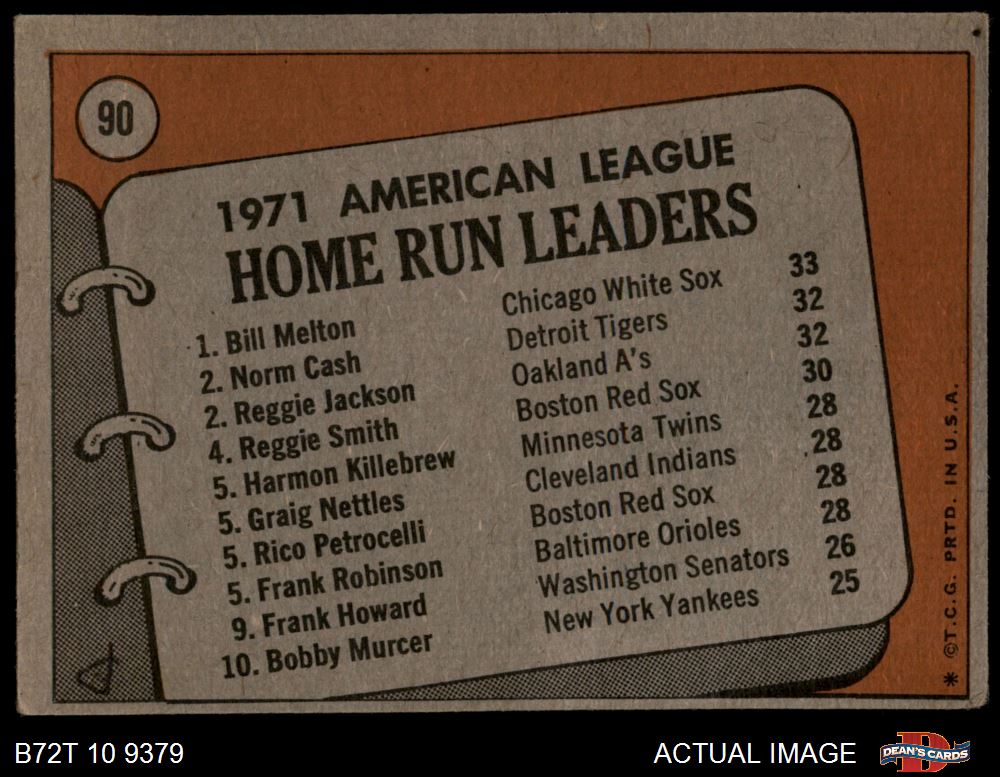 90
1971 AMERICAN LEAGUE
HOME RUN LEADERS
1. Bill Melton Chicago White Sox 33
2. Norm Cash Detroit Tigers 32
2. Reggie Jackson Oakland A's 32
4. Reggie Smith Boston Red Sox 30
5. Harmon Killebrew Minnesota Twins 28
5. Graig Nettles Cleveland Indians 28
5. Rico Petrocelli Boston Red Sox 28
5. Frank Robinson Baltimore Orioles 28
9. Frank Howard Washington Senators 26
10. Bobby Murcer New York Yankees 25
* ©T.C.G. PRTD. IN U.S.A.
B72T 10 9379
ACTUAL IMAGE
DEAN'S CARDS